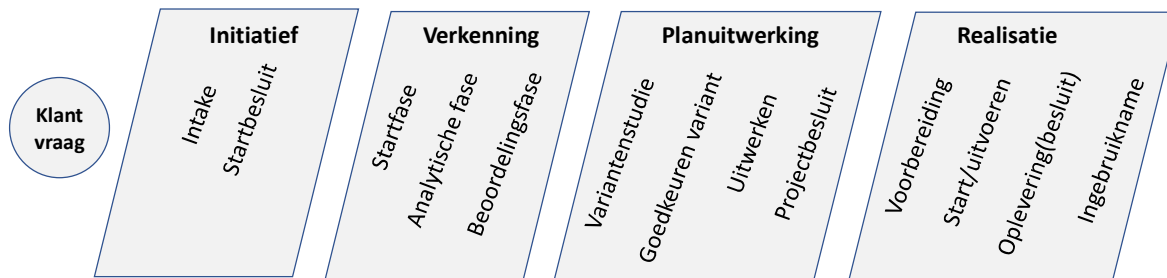 Klant
vraag
Initiatief
Intake
Startbesluit
Verkenning
Startfase
Analytische fase
Beoordelingsfase
Planuitwerking
Variantenstudie
Goedkeuren variant
Uitwerken
Projectbesluit
Realisatie
Voorbereiding
Start/uitvoeren
Oplevering(besluit)
Ingebruikname